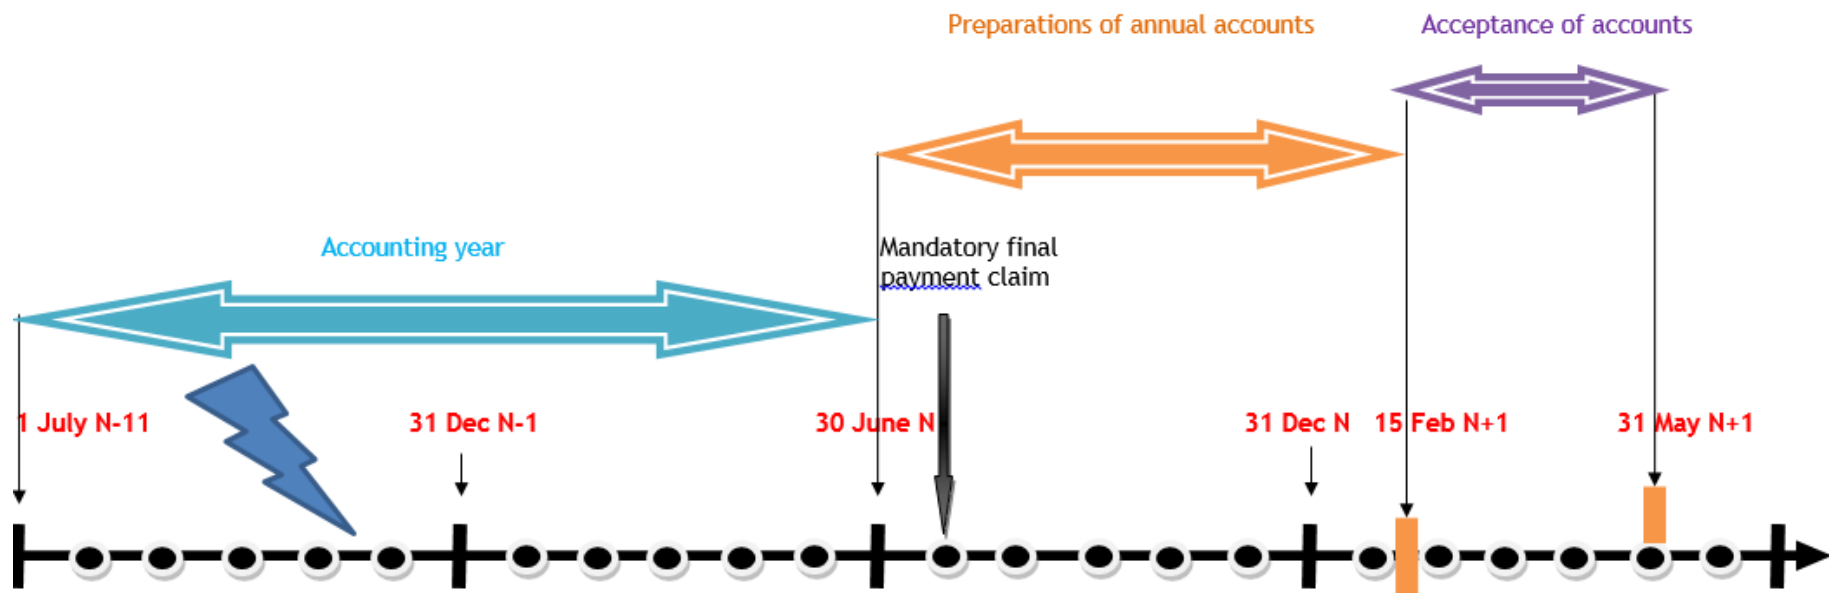 Preparations of annual accounts
Acceptance of accounts
Accounting year
Mandatory final
payment claim
1 July N-11
31 Dec N-1
30 June N
31 Dec N
15 Feb N+1
31 May N+1